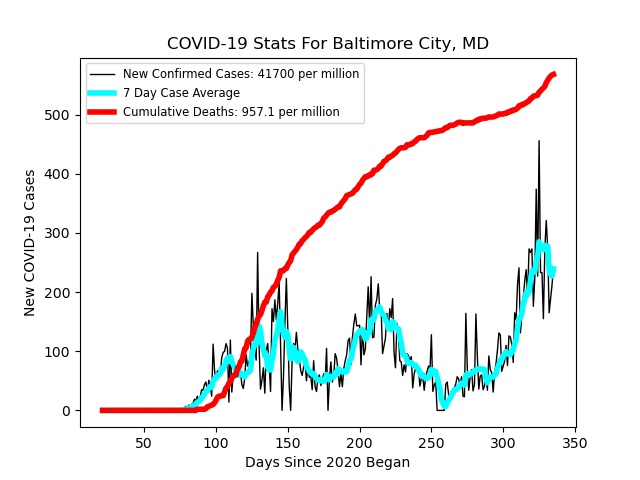 COVID-19 Stats For Baltimore City, MD
New Confirmed Cases: 41700 per million
7 Day Case Average
Cumulative Deaths: 957.1 per million
New COVID-19 Cases
500
400
300
200
100
0
50
100
150
200
250
300
350
Days Since 2020 Began